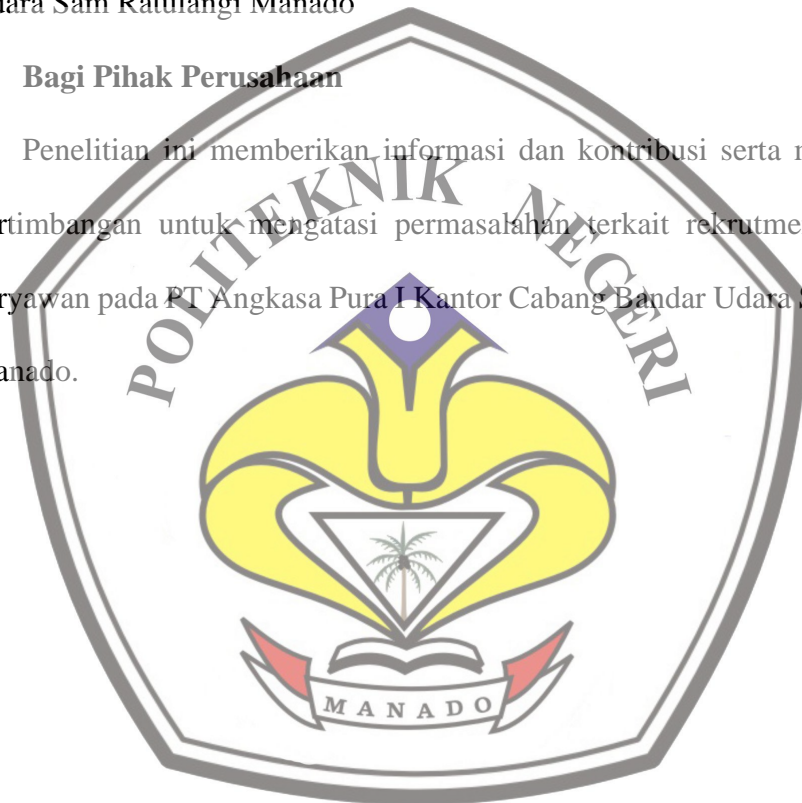 dara Sam Ratulangi Manado
Bagi Pihak Perusahaan
Penelitian ini memberikan informasi dan kontribusi serta
rtimbangan untuk mengatasi permasalahan terkait rekrutme
ryawan pada PT Angkasa Pura I Kantor Cabang Bandar Udara S
anado.
POLITEKNIK NEGERI
MANADO